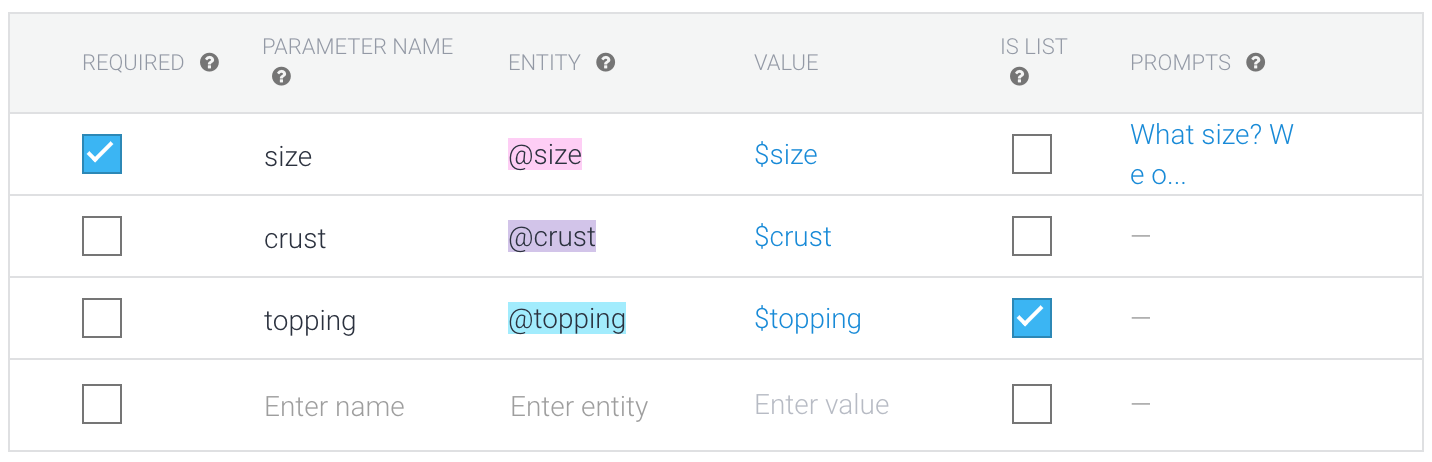 REQUIRED ? PARAMETER NAME ? ENTITY ? VALUE IS LIST ? PROMPTS ?
size @size $size What size? W
e o...
crust @crust $crust —
topping @topping $topping —
Enter name Enter entity Enter value —